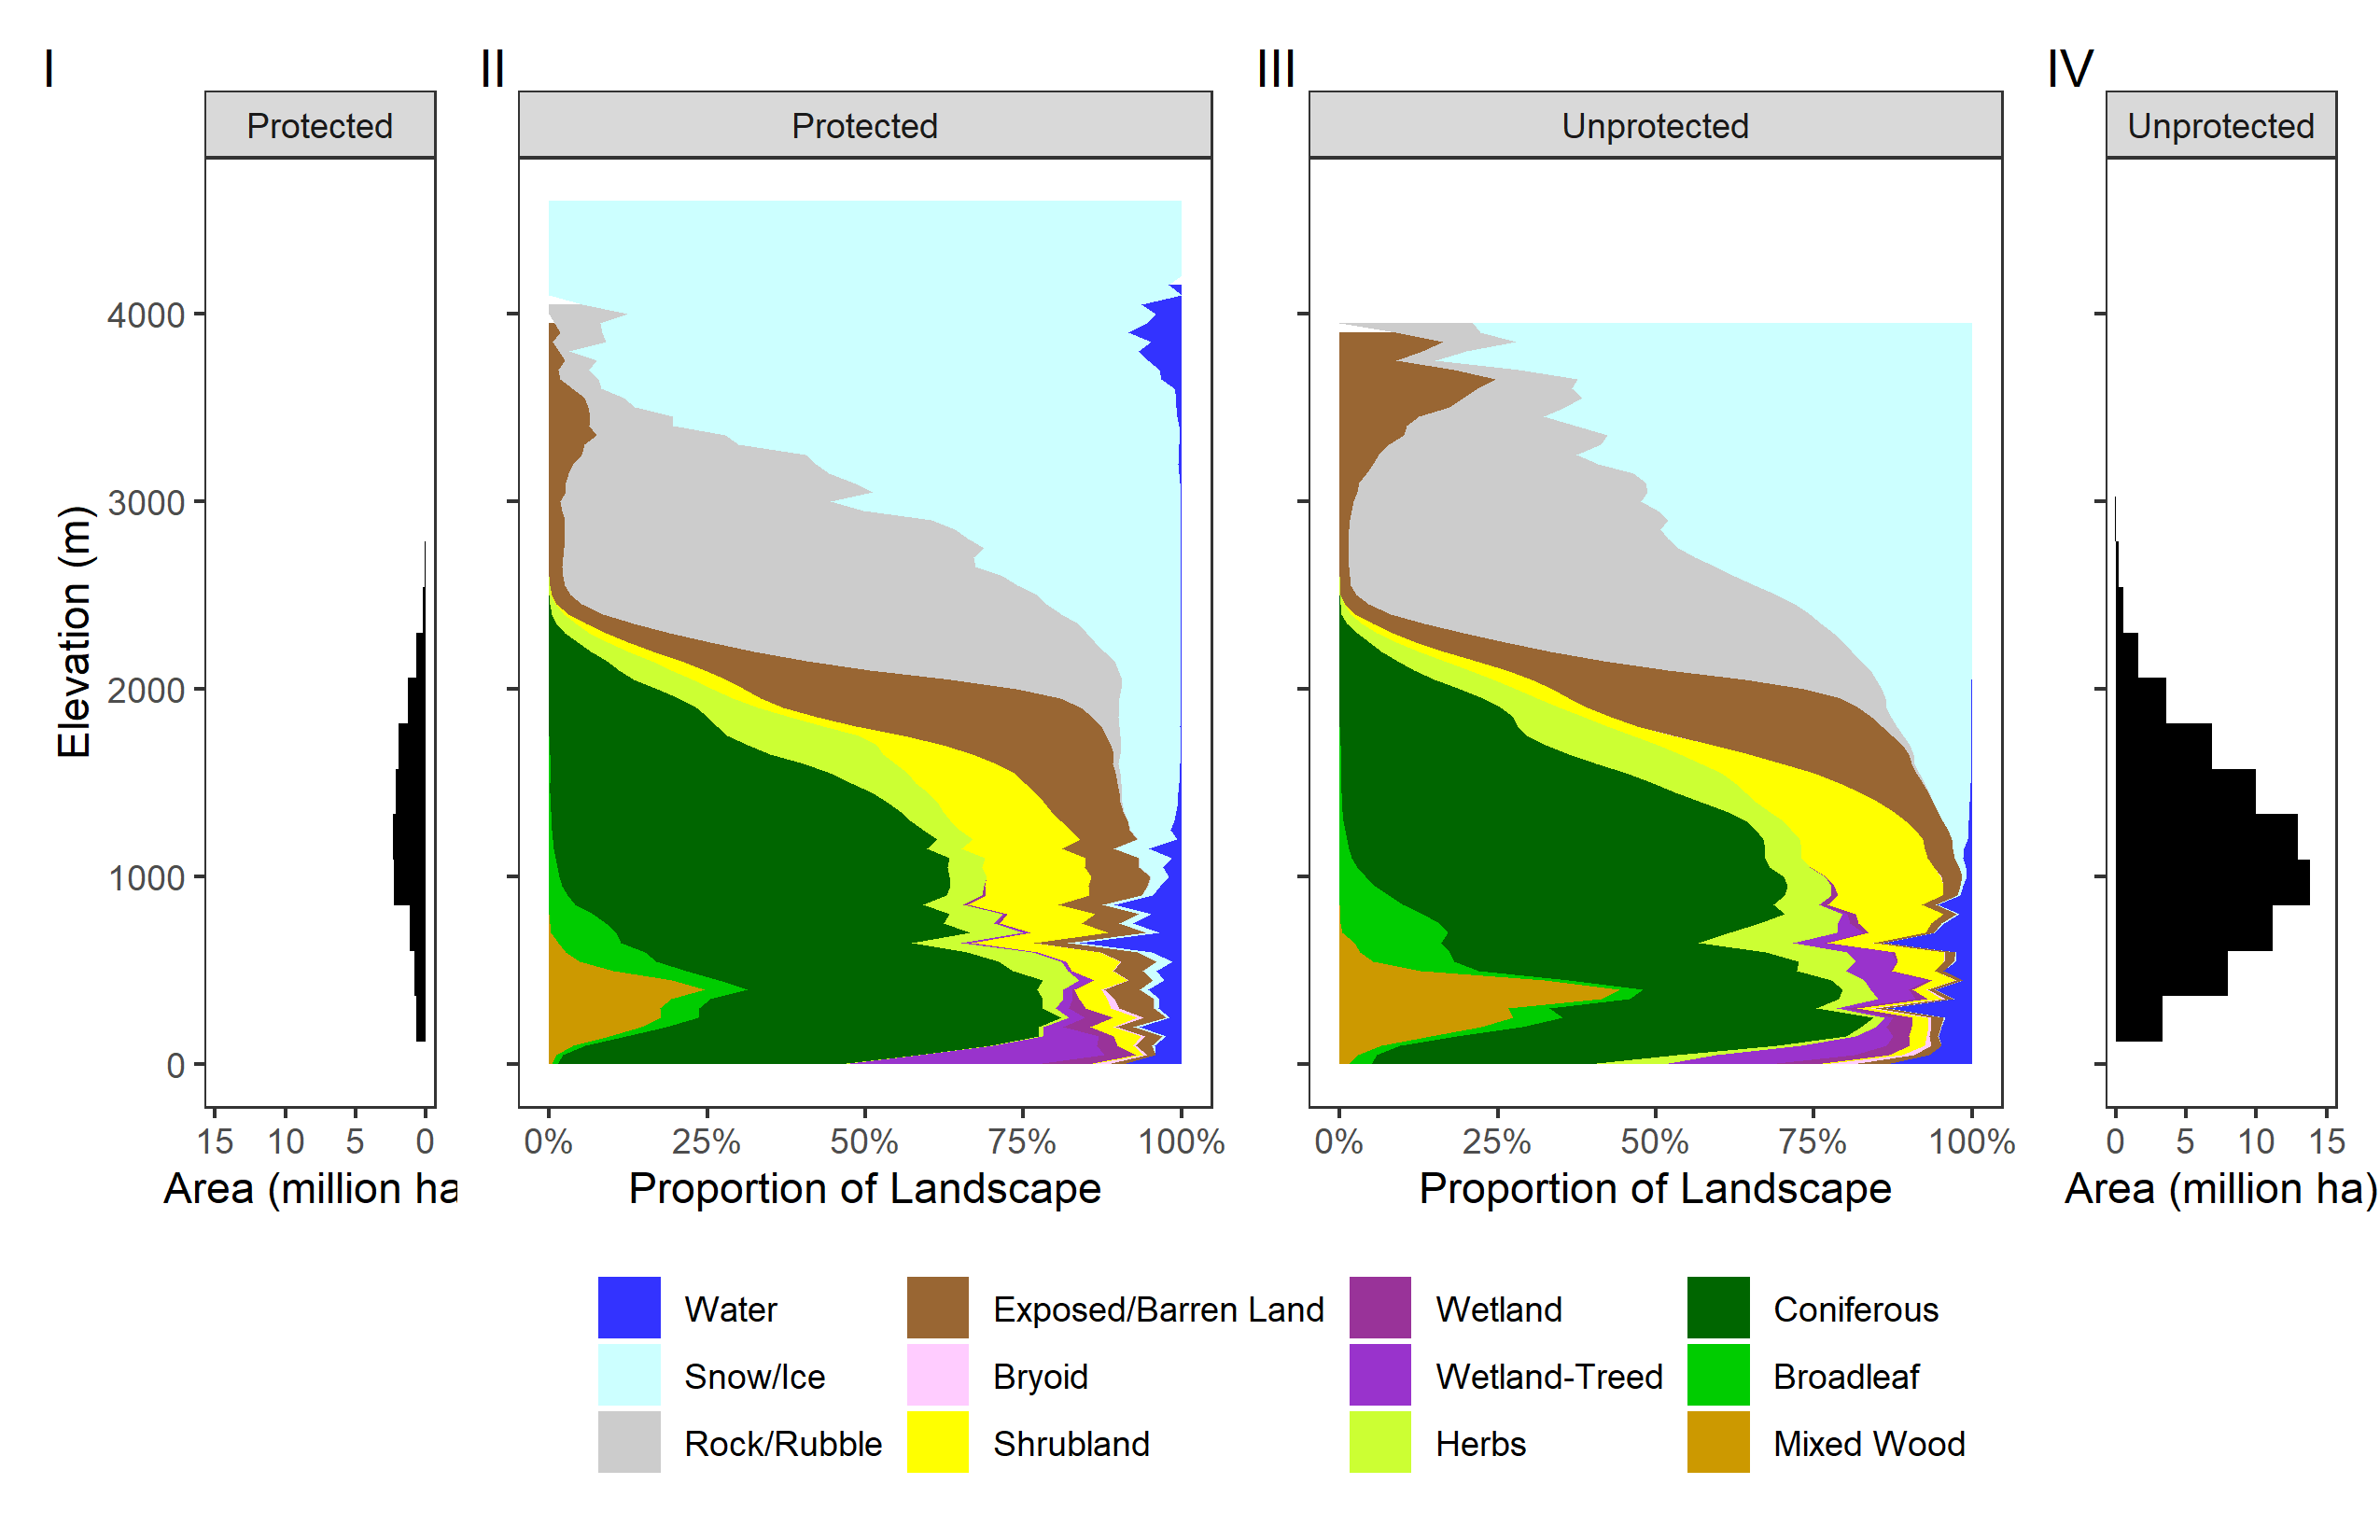 I II III IV
Protected Protected Unprotected Unprotected
Elevation (m)
4000
3000
2000
1000
0
15 10 5 0 0% 25% 50% 75% 100% 0% 25% 50% 75% 100% 0 5 10 15
Area (million ha Proportion of Landscape Proportion of Landscape Area (million ha)
Water Exposed/Barren Land Wetland Coniferous
Snow/Ice Bryoid Wetland-Treed Broadleaf
Rock/Rubble Shrubland Herbs Mixed Wood